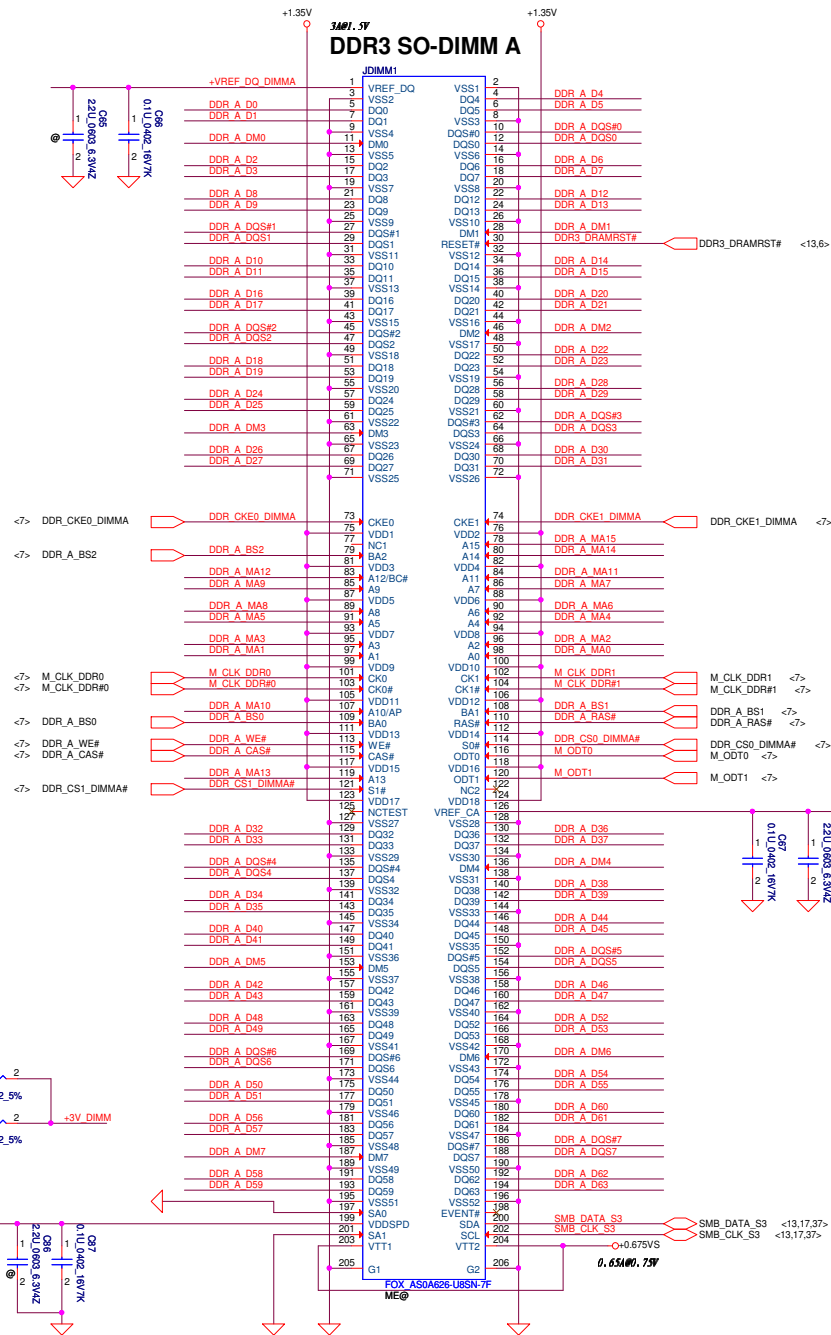 +1.35V
3A@1.5V
+1.35V
DDR3 SO-DIMM A
JDIMM1
+VREF_DQ_DIMMA 1 VREF_DQ VSS1 2
3 VSS2 DQ4 4 DDR_A_D4
DDR_A_D0 5 DQ0 DQ5 6 DDR_A_D5
DDR_A_D1 7 DQ1 VSS3 8
9 VSS4 DQS#0 10 DDR_A_DQS#0
DDR_A_DM0 11 DM0 DQS0 12 DDR_A_DQS0
13 VSS5 VSS6 14
DDR_A_D2 15 DQ2 DQ6 16 DDR_A_D6
DDR_A_D3 17 DQ3 DQ7 18 DDR_A_D7
19 VSS7 VSS8 20
DDR_A_D8 21 DQ8 DQ12 22 DDR_A_D12
DDR_A_D9 23 DQ9 DQ13 24 DDR_A_D13
25 VSS9 VSS10 26
DDR_A_DQS#1 27 DQS#1 DM1 28 DDR_A_DM1
DDR_A_DQS1 29 DQS1 RESET# 30 DDR3_DRAMRST# DDR3_DRAMRST# <13,6>
31 VSS11 VSS12 32
DDR_A_D10 33 DQ10 DQ14 34 DDR_A_D14
DDR_A_D11 35 DQ11 DQ15 36 DDR_A_D15
37 VSS13 VSS14 38
DDR_A_D16 39 DQ16 DQ20 40 DDR_A_D20
DDR_A_D17 41 DQ17 DQ21 42 DDR_A_D21
43 VSS15 VSS16 44
DDR_A_DQS#2 45 DQS#2 DM2 46 DDR_A_DM2
DDR_A_DQS2 47 DQS2 VSS17 48
49 VSS18 DQ22 50 DDR_A_D22
DDR_A_D18 51 DQ18 DQ23 52 DDR_A_D23
DDR_A_D19 53 DQ19 VSS19 54
55 VSS20 DQ28 56 DDR_A_D28
DDR_A_D24 57 DQ24 DQ29 58 DDR_A_D29
DDR_A_D25 59 DQ25 VSS21 60
61 VSS22 DQS#3 62 DDR_A_DQS#3
DDR_A_DM3 63 DM3 DQS3 64 DDR_A_DQS3
65 VSS23 VSS24 66
DDR_A_D26 67 DQ26 DQ30 68 DDR_A_D30
DDR_A_D27 69 DQ27 DQ31 70 DDR_A_D31
71 VSS25 VSS26 72
<7> DDR_CKE0_DIMMA DDR_CKE0_DIMMA 73 CKE0 CKE1 74 DDR_CKE1_DIMMA DDR_CKE1_DIMMA <7>
75 VDD1 VDD2 76
77 NC1 A15 78 DDR_A_MA15
<7> DDR_A_BS2 DDR_A_BS2 79 BA2 A14 80 DDR_A_MA14
81 VDD3 VDD4 82
DDR_A_MA12 83 A12/BC# A11 84 DDR_A_MA11
DDR_A_MA9 85 A9 A7 86 DDR_A_MA7
87 VDD5 VDD6 88
DDR_A_MA8 89 A8 A6 90 DDR_A_MA6
DDR_A_MA5 91 A5 A4 92 DDR_A_MA4
93 VDD7 VDD8 94
DDR_A_MA3 95 A3 A2 96 DDR_A_MA2
DDR_A_MA1 97 A1 A0 98 DDR_A_MA0
99 VDD9 VDD10 100
<7> M_CLK_DDR0 M_CLK_DDR0 101 CK0 CK1 102 M_CLK_DDR1 M_CLK_DDR1 <7>
<7> M_CLK_DDR#0 M_CLK_DDR#0 103 CK0# CK1# 104 M_CLK_DDR#1 M_CLK_DDR#1 <7>
105 VDD11 VDD12 106
DDR_A_MA10 107 A10/AP BA1 108 DDR_A_BS1 DDR_A_BS1 <7>
<7> DDR_A_BS0 DDR_A_BS0 109 BA0 RAS# 110 DDR_A_RAS# DDR_A_RAS# <7>
111 VDD13 VDD14 112
<7> DDR_A_WE# DDR_A_WE# 113 WE# S0# 114 DDR_CS0_DIMMA# DDR_CS0_DIMMA# <7>
<7> DDR_A_CAS# DDR_A_CAS# 115 CAS# ODT0 116 M_ODT0 M_ODT0 <7>
117 VDD15 VDD16 118
DDR_A_MA13 119 A13 ODT1 120 M_ODT1 M_ODT1 <7>
<7> DDR_CS1_DIMMA# DDR_CS1_DIMMA# 121 S1# NC2 122
123 VDD17 VDD18 124
125 NCTEST VREF_CA 126
127 VSS27 VSS28 128
DDR_A_D32 129 DQ32 DQ36 130 DDR_A_D36
DDR_A_D33 131 DQ33 DQ37 132 DDR_A_D37
133 VSS29 VSS30 134
DDR_A_DQS#4 135 DQS#4 DM4 136 DDR_A_DM4
DDR_A_DQS4 137 DQS4 VSS31 138
139 VSS32 DQ38 140 DDR_A_D38
DDR_A_D34 141 DQ34 DQ39 142 DDR_A_D39
DDR_A_D35 143 DQ35 VSS33 144
145 VSS34 DQ44 146 DDR_A_D44
DDR_A_D40 147 DQ40 DQ45 148 DDR_A_D45
DDR_A_D41 149 DQ41 VSS35 150
151 VSS36 DQS#5 152 DDR_A_DQS#5
DDR_A_DM5 153 DM5 DQS5 154 DDR_A_DQS5
155 VSS37 VSS38 156
DDR_A_D42 157 DQ42 DQ46 158 DDR_A_D46
DDR_A_D43 159 DQ43 DQ47 160 DDR_A_D47
161 VSS39 VSS40 162
DDR_A_D48 163 DQ48 DQ52 164 DDR_A_D52
DDR_A_D49 165 DQ49 DQ53 166 DDR_A_D53
167 VSS41 VSS42 168
DDR_A_DQS#6 169 DQS#6 DM6 170 DDR_A_DM6
DDR_A_DQS6 171 DQS6 VSS43 172
173 VSS44 DQ54 174 DDR_A_D54
DDR_A_D50 175 DQ50 DQ55 176 DDR_A_D55
DDR_A_D51 177 DQ51 VSS45 178
179 VSS46 DQ60 180 DDR_A_D60
DDR_A_D56 181 DQ56 DQ61 182 DDR_A_D61
DDR_A_D57 183 DQ57 VSS47 184
185 VSS48 DQS#7 186 DDR_A_DQS#7
DDR_A_DM7 187 DM7 DQS7 188 DDR_A_DQS7
189 VSS49 VSS50 190
DDR_A_D58 191 DQ58 DQ62 192 DDR_A_D62
DDR_A_D59 193 DQ59 DQ63 194 DDR_A_D63
195 VSS51 VSS52 196
197 SA0 EVENT# 198
199 VDDSPD SDA 200 SMB_DATA_S3 SMB_DATA_S3 <13,17,37>
201 SA1 SCL 202 SMB_CLK_S3 SMB_CLK_S3 <13,17,37>
203 VTT1 VTT2 204 +0.675VS
0.65A@0.75V
205 G1 G2 206
FOX_AS0A626-U8SN-7F
ME@
C65
2.2U_0603_6.3V4Z
1
2
@
C66
0.1U_0402_16V7K
1
2
C67
0.1U_0402_16V7K
1
2
2.2U_0603_6.3V4Z
1
2
2
2_5%
2
2_5%
+3V_DIMM
C86
2.2U_0603_6.3V4Z
1
2
@
C87
0.1U_0402_16V7K
1
2